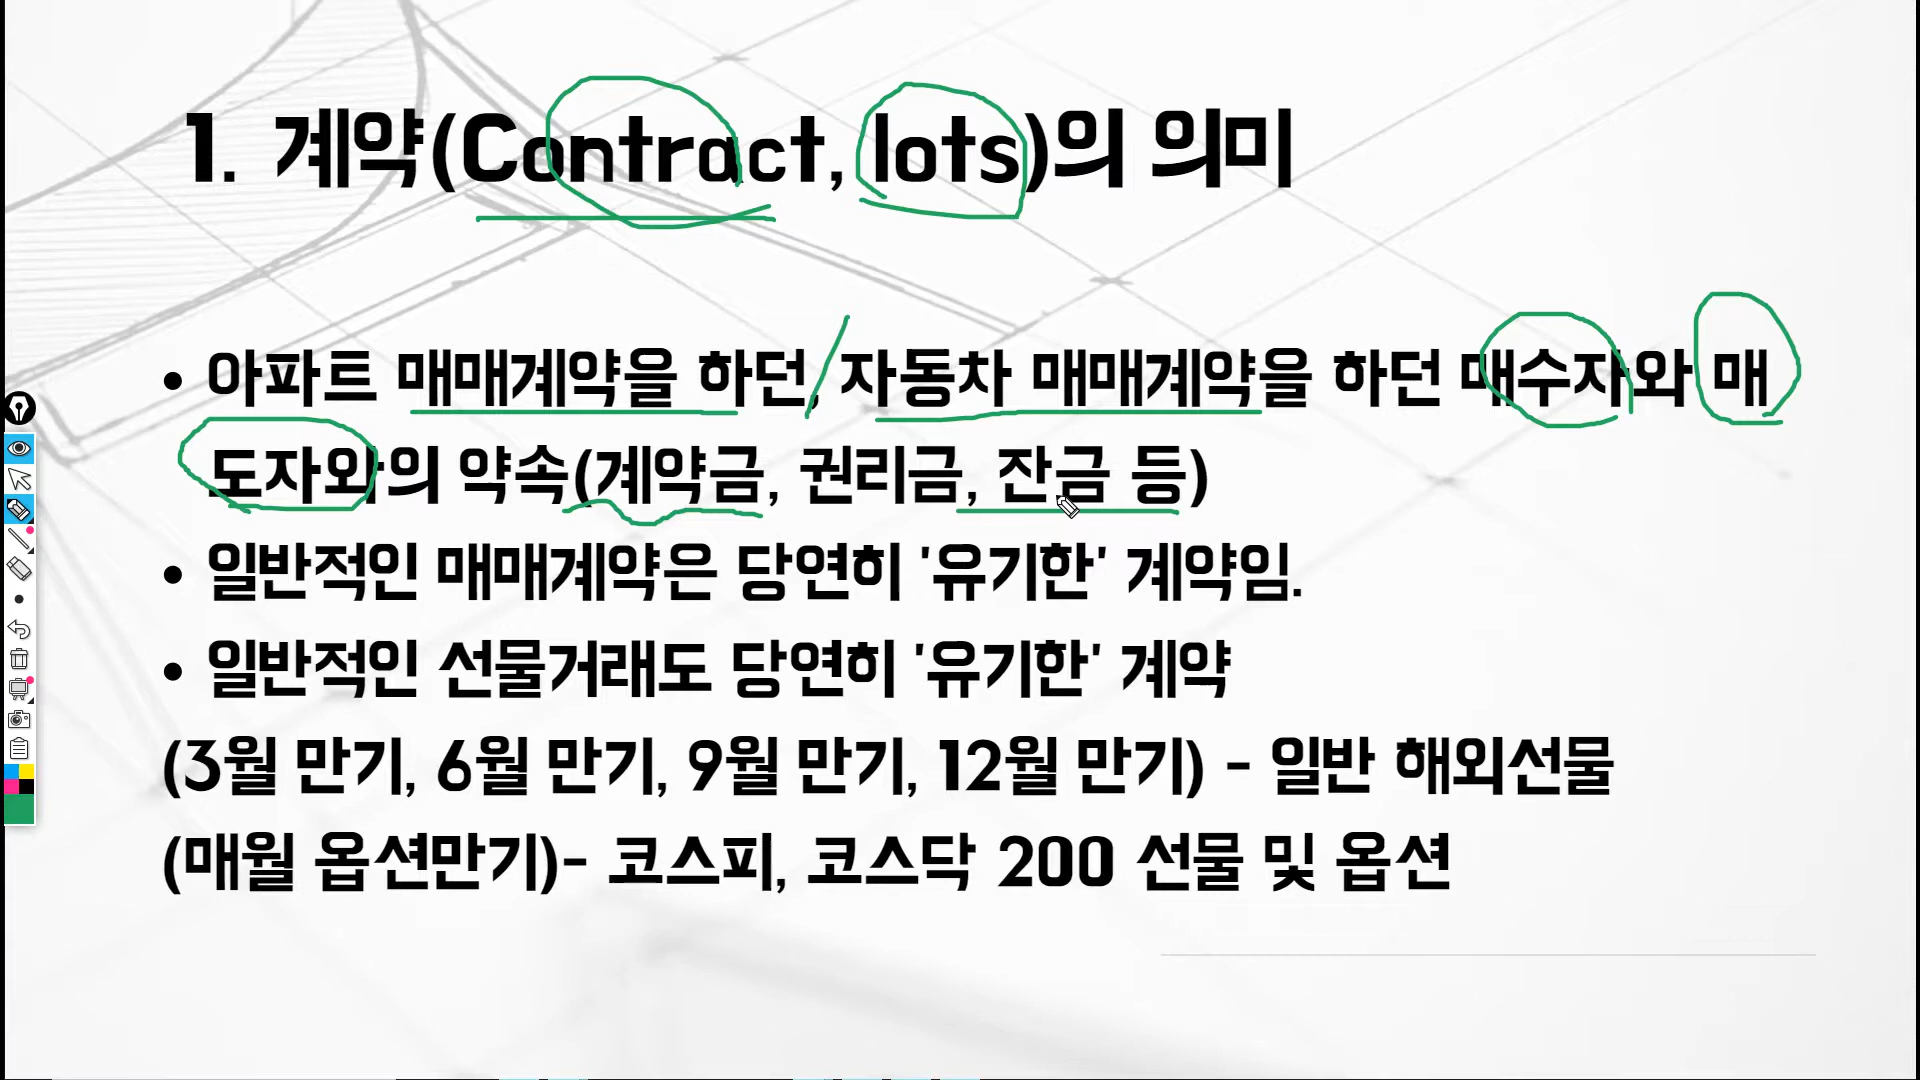 1. 계약(Contract, lots)의 의미
• 아파트 매매계약을 하던, 자동차 매매계약을 하던 매수자와 매
도자와의 약속(계약금, 권리금, 잔금 등)
• 일반적인 매매계약은 당연히 '유기한' 계약임.
• 일반적인 선물거래도 당연히 '유기한' 계약
(3월 만기, 6월 만기, 9월 만기, 12월 만기) - 일반 해외선물
(매월 옵션만기)- 코스피, 코스닥 200 선물 및 옵션